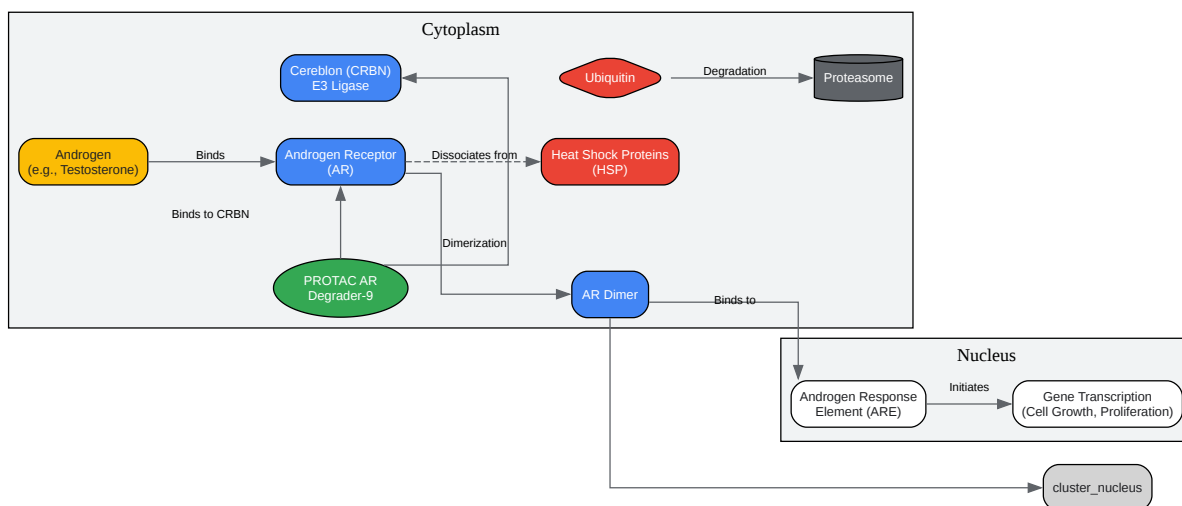 Cytoplasm
Cereblon (CRBN)
E3 Ligase
Ubiquitin
Degradation
Proteasome
Androgen
(e.g., Testosterone)
Binds
Androgen Receptor
(AR)
Dissociates from
Heat Shock Proteins
(HSP)
Binds to CRBN
Dimerization
PROTAC AR
Degrader-9
AR Dimer
Binds to
Nucleus
Androgen Response
Element (ARE)
Initiates
Gene Transcription
(Cell Growth, Proliferation)
cluster_nucleus